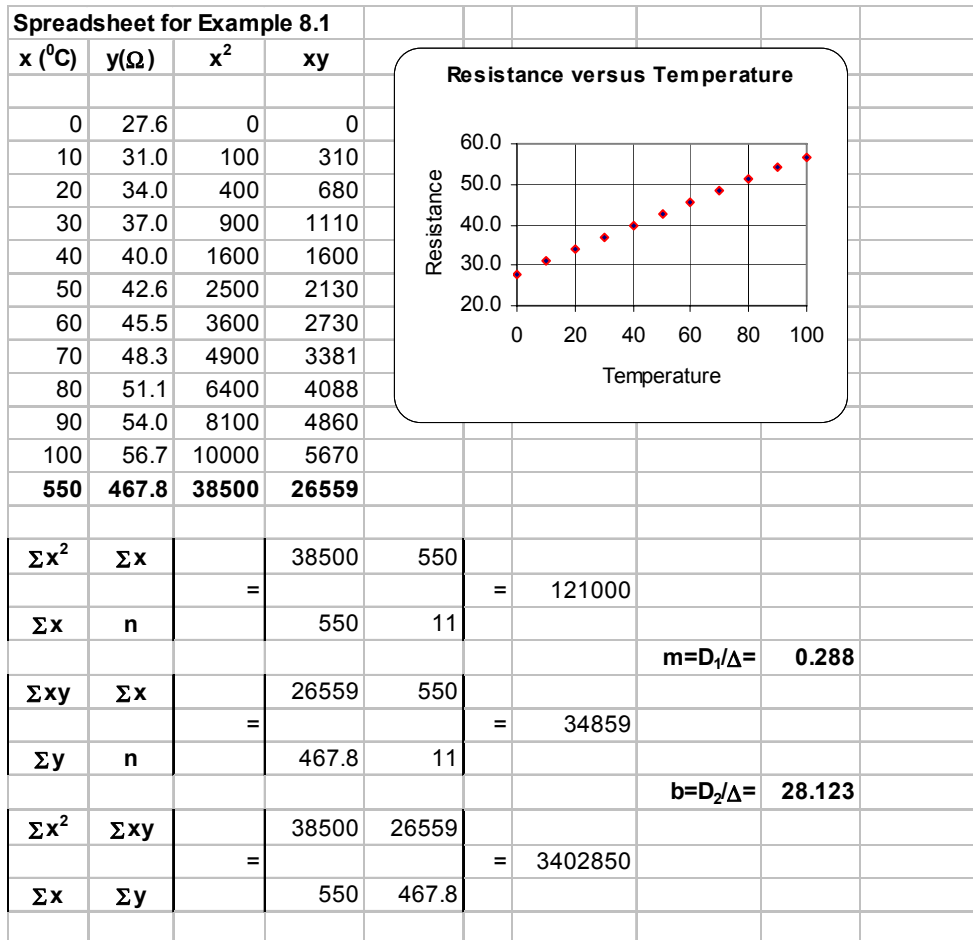 Spreadsheet for Example 8.1
x (⁰C) y(Ω) x² xy
Resistance versus Temperature
0 27.6 0 0
10 31.0 100 310
20 34.0 400 680
30 37.0 900 1110
40 40.0 1600 1600
50 42.6 2500 2130
60 45.5 3600 2730
70 48.3 4900 3381
80 51.1 6400 4088
90 54.0 8100 4860
100 56.7 10000 5670
550 467.8 38500 26559
60.0
50.0
40.0
30.0
20.0
Resistance
0 20 40 60 80 100
Temperature
Σx² Σx 38500 550
= = 121000
Σx n 550 11
m=D₁/Δ= 0.288
Σxy Σx 26559 550
= = 34859
Σy n 467.8 11
b=D₂/Δ= 28.123
Σx² Σxy 38500 26559
= = 3402850
Σx Σy 550 467.8